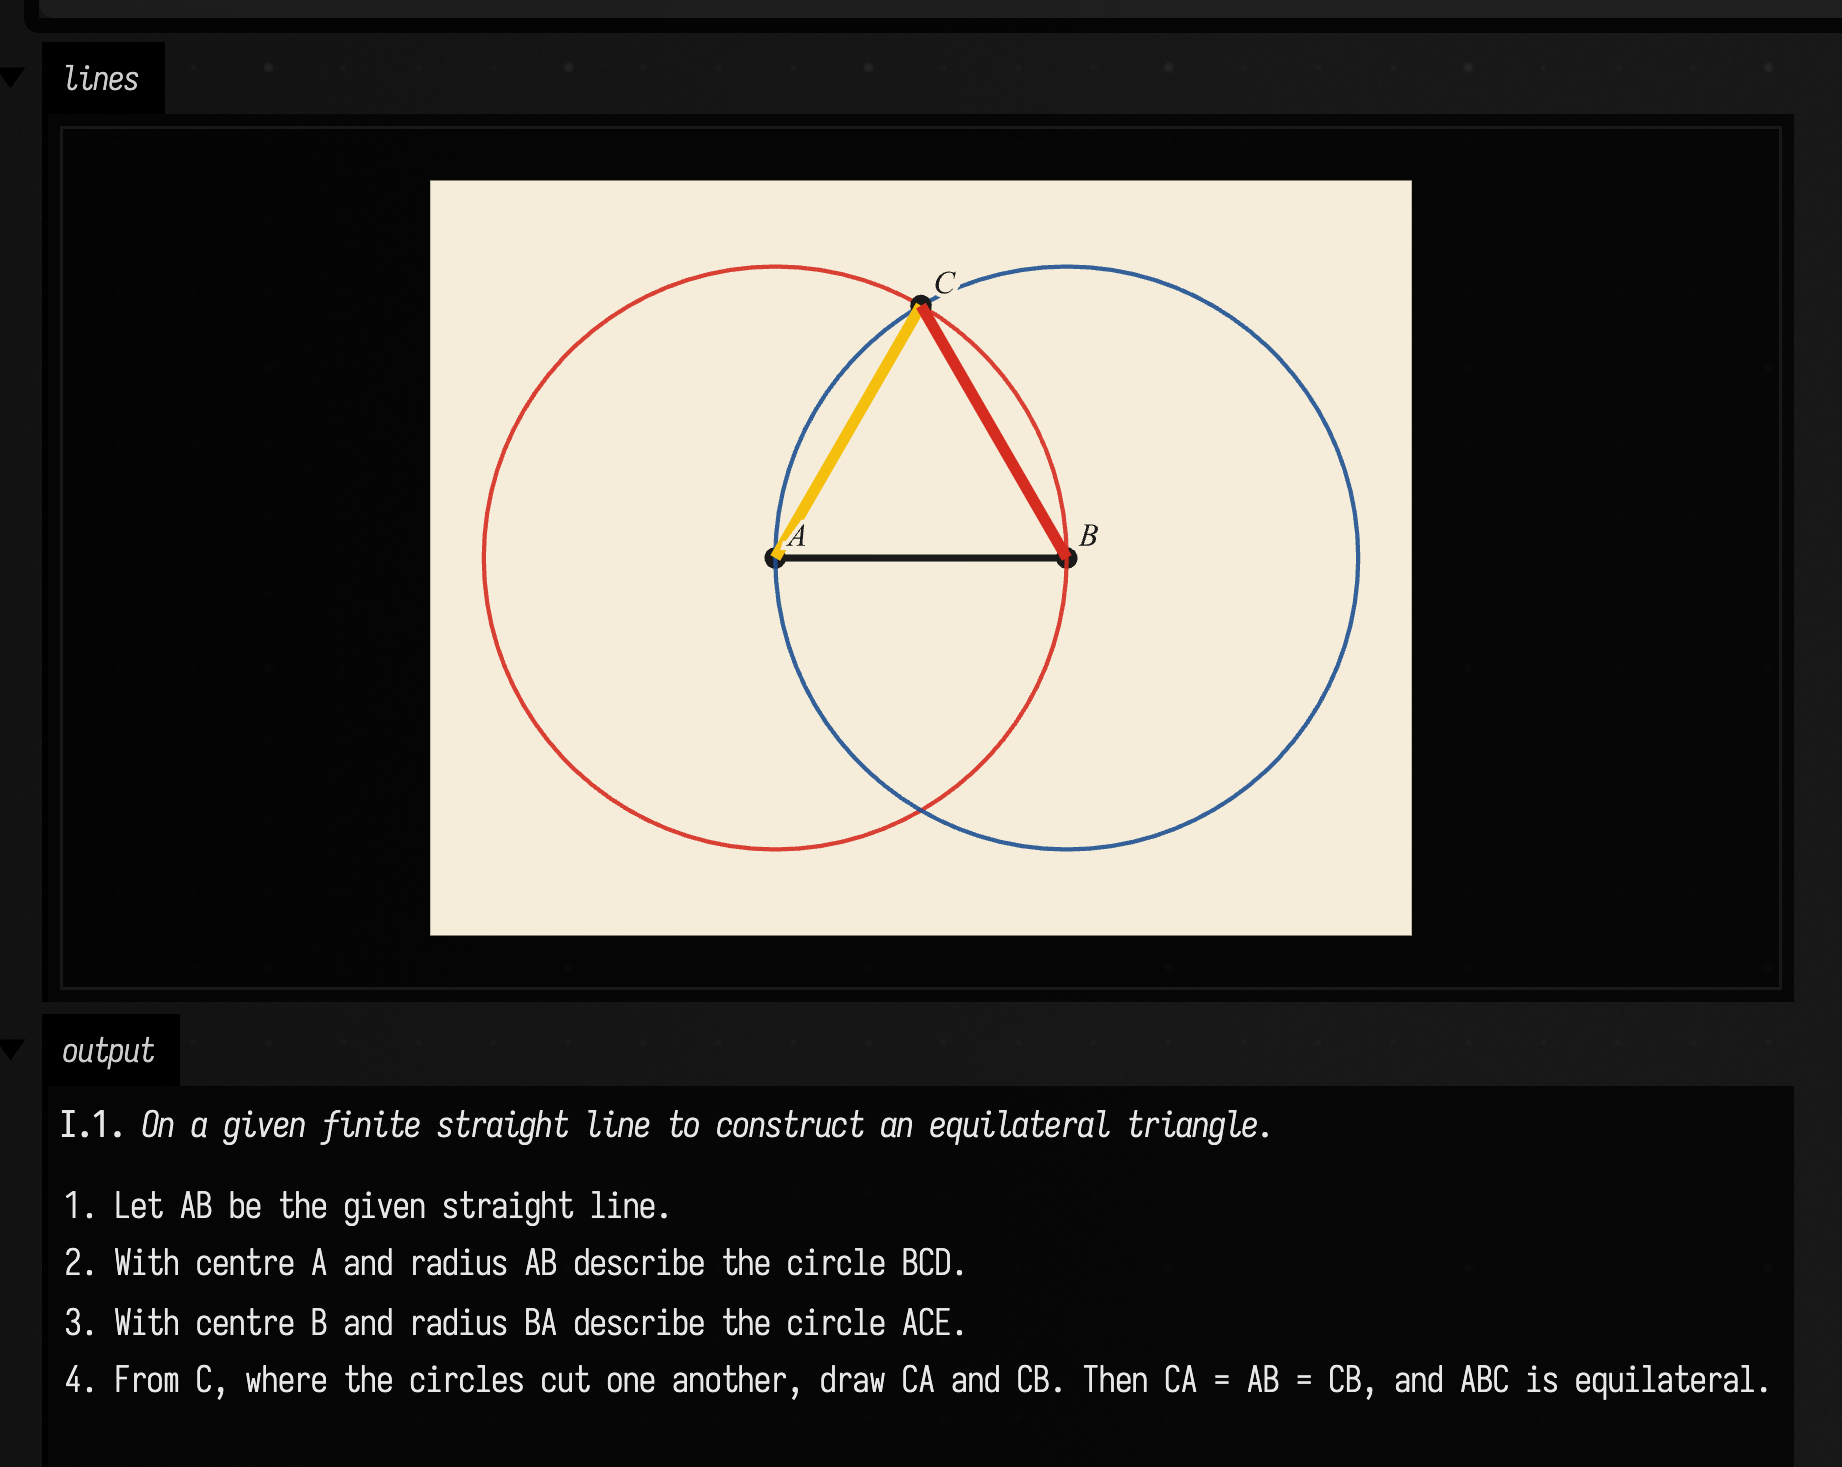 lines
C
A
B
output
I.1. On a given finite straight line to construct an equilateral triangle.
1. Let AB be the given straight line.
2. With centre A and radius AB describe the circle BCD.
3. With centre B and radius BA describe the circle ACE.
4. From C, where the circles cut one another, draw CA and CB. Then CA = AB = CB, and ABC is equilateral.